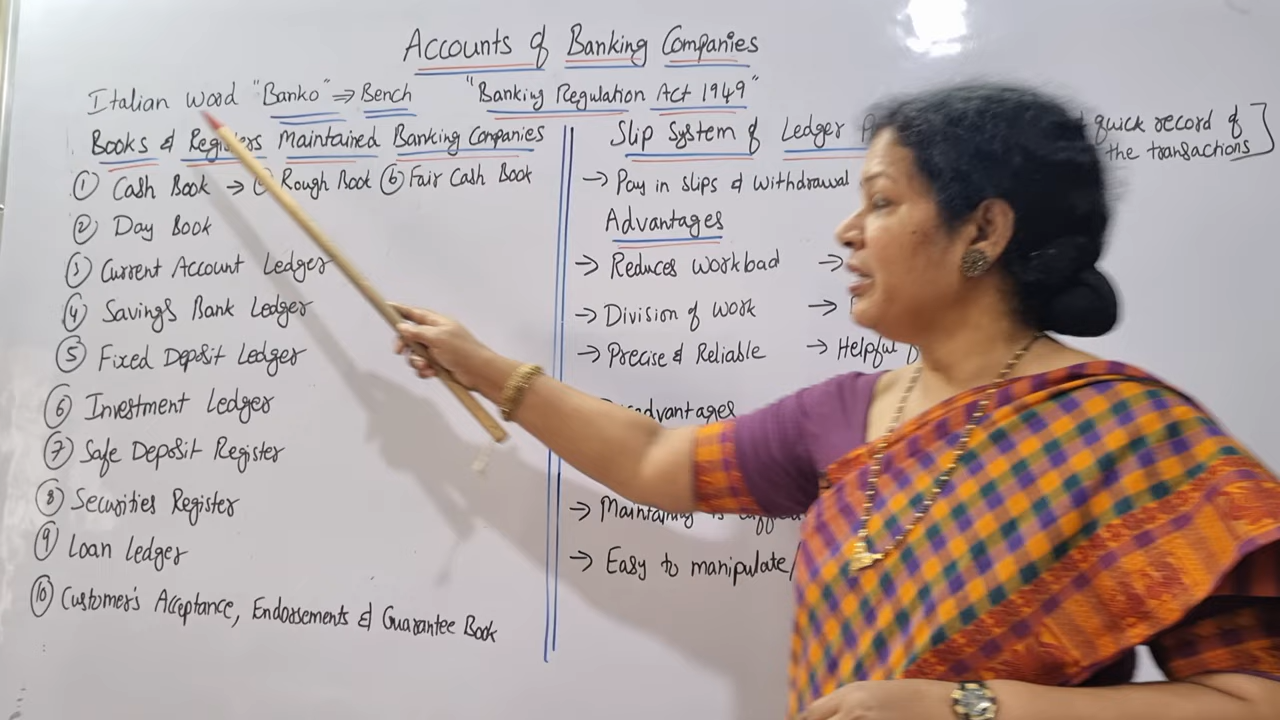 Accounts of Banking Companies
Italian word "Banko" ⇒ Bench
"Banking Regulation Act 1949"
Books & Registers Maintained Banking Companies
① Cash Book → Rough Book ⓑ Fair Cash Book
② Day Book
③ Current Account Ledger
④ Savings Bank Ledger
⑤ Fixed Deposit Ledger
⑥ Investment Ledger
⑦ Safe Deposit Register
⑧ Securities Register
⑨ Loan Ledger
⑩ Customer's Acceptance, Endorsements & Guarantee Book
Slip System of Ledger
quick record of
the transactions
→ Pay in slips & withdrawal
Advantages
→ Reduces workload →
→ Division of work →
→ Precise & Reliable → Helpful
→ Maintaining is
→ Easy to manipulate/